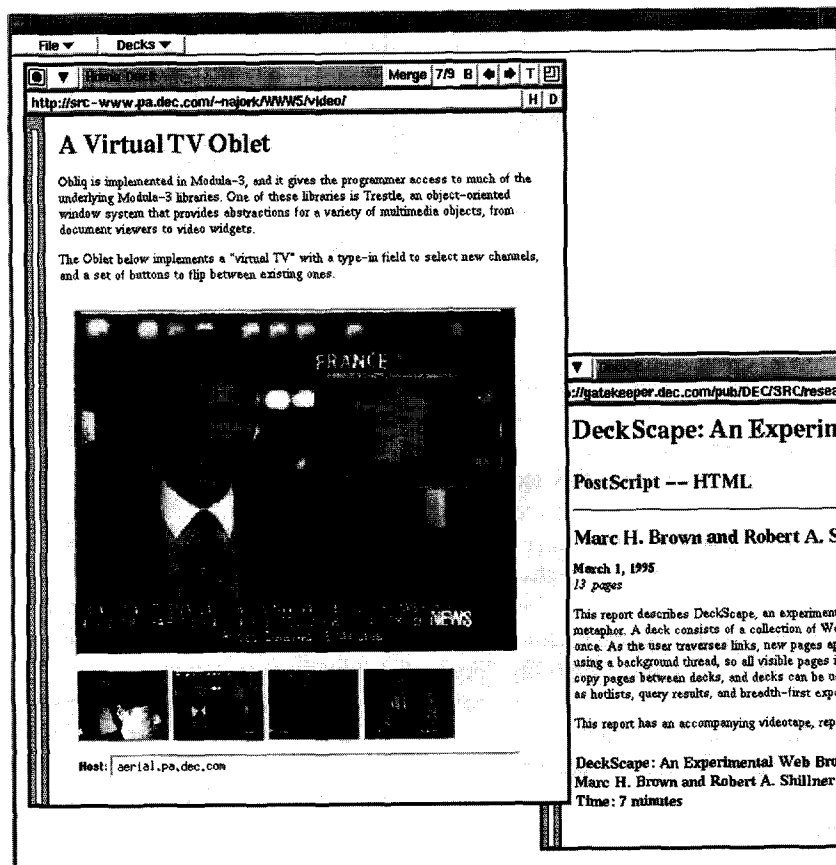 File ▼ Decks ▼
Home Deck Merge 7/9 B T
http://src-www.pa.dec.com/~najork/WWW5/video/ H D
A Virtual TV Oblet
Obliq is implemented in Modula-3, and it gives the programmer access to much of the
underlying Modula-3 libraries. One of these libraries is Trestle, an object-oriented
window system that provides abstractions for a variety of multimedia objects, from
document viewers to video widgets.
The Oblet below implements a "virtual TV" with a type-in field to select new channels,
and a set of buttons to flip between existing ones.
FRANCE
NEWS
Host: aerial.pa.dec.com
://gatekeeper.dec.com/pub/DEC/SRC/resea
DeckScape: An Experim
PostScript -- HTML
Marc H. Brown and Robert A. S
March 1, 1995
13 pages
This report describes DeckScape, an experiment
metaphor. A deck consists of a collection of We
once. As the user traverses links, new pages ap
using a background thread, so all visible pages i
copy pages between decks, and decks can be u
as hotlists, query results, and breadth-first expe
This report has an accompanying videotape, rep
DeckScape: An Experimental Web Bro
Marc H. Brown and Robert A. Shillner
Time: 7 minutes